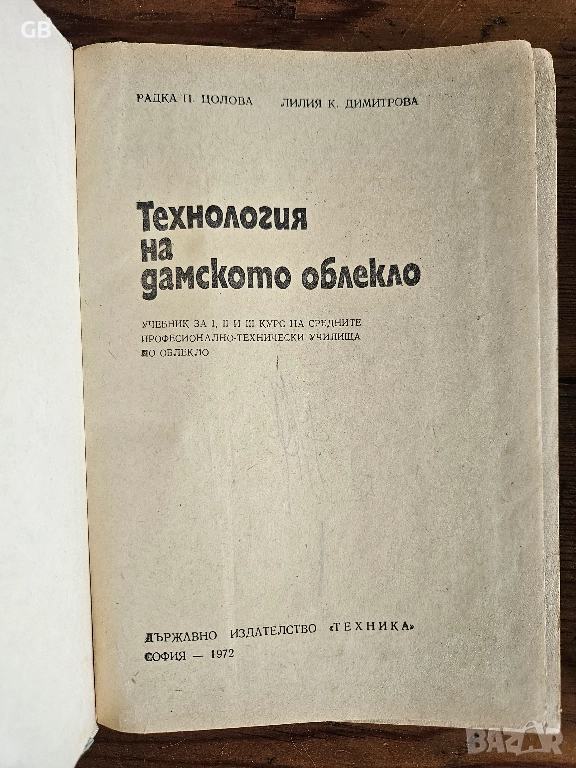 GB
РАДКА П. ЦОЛОВА ЛИЛИЯ К. ДИМИТРОВА
Технология
на
дамското облекло
УЧЕБНИК ЗА I, II И III КУРС НА СРЕДНИТЕ
ПРОФЕСИОНАЛНО-ТЕХНИЧЕСКИ УЧИЛИЩА
ПО ОБЛЕКЛО
ДЪРЖАВНО ИЗДАТЕЛСТВО «ТЕХНИКА»
СОФИЯ — 1972
BAZAR